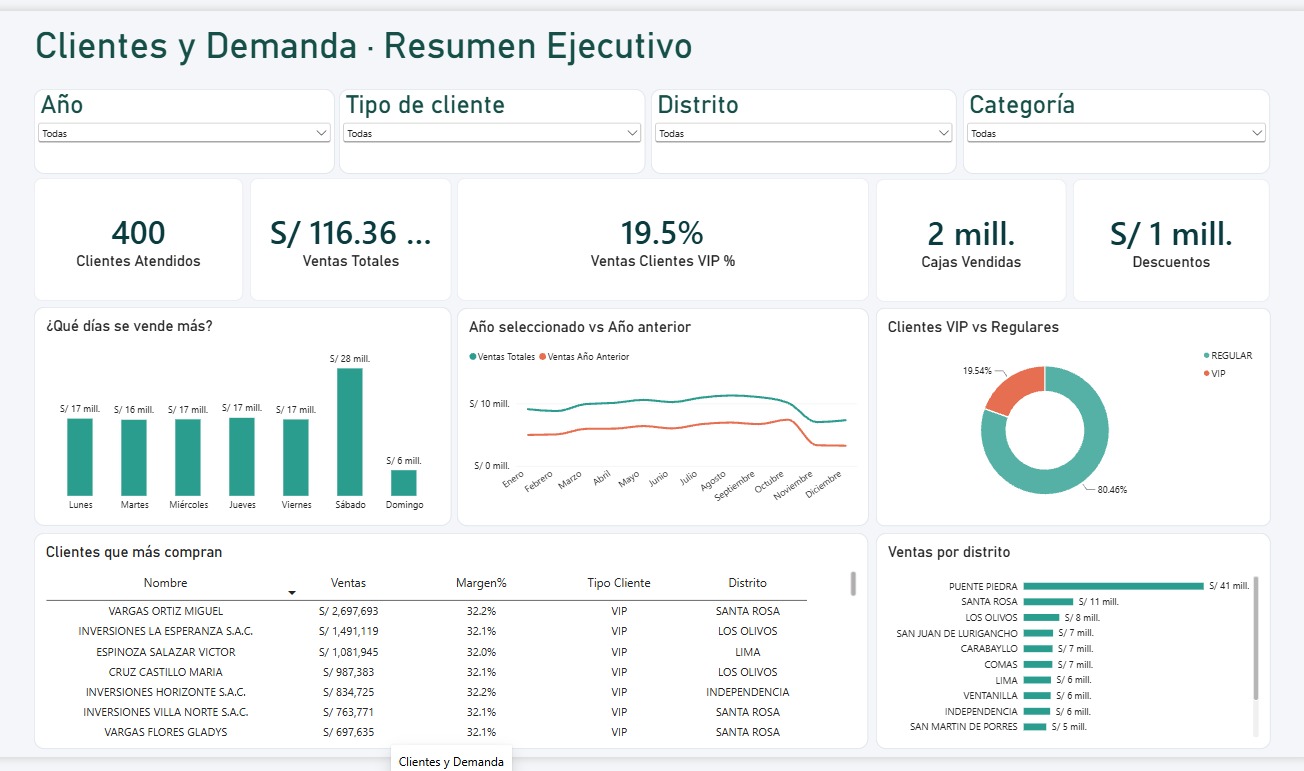 Clientes y Demanda · Resumen Ejecutivo
Año
Todas
Tipo de cliente
Todas
Distrito
Todas
Categoría
Todas
400
Clientes Atendidos
S/ 116.36 ...
Ventas Totales
19.5%
Ventas Clientes VIP %
2 mill.
Cajas Vendidas
S/ 1 mill.
Descuentos
¿Qué días se vende más?
S/ 17 mill.
S/ 16 mill.
S/ 17 mill.
S/ 17 mill.
S/ 17 mill.
S/ 28 mill.
S/ 6 mill.
Lunes
Martes
Miércoles
Jueves
Viernes
Sábado
Domingo
Año seleccionado vs Año anterior
Ventas Totales
Ventas Año Anterior
S/ 10 mill.
S/ 0 mill.
Enero
Febrero
Marzo
Abril
Mayo
Junio
Julio
Agosto
Septiembre
Octubre
Noviembre
Diciembre
Clientes VIP vs Regulares
REGULAR
VIP
19.54%
80.46%
Clientes que más compran
Nombre Ventas Margen% Tipo Cliente Distrito
VARGAS ORTIZ MIGUEL S/ 2,697,693 32.2% VIP SANTA ROSA
INVERSIONES LA ESPERANZA S.A.C. S/ 1,491,119 32.1% VIP LOS OLIVOS
ESPINOZA SALAZAR VICTOR S/ 1,081,945 32.0% VIP LIMA
CRUZ CASTILLO MARIA S/ 987,383 32.1% VIP LOS OLIVOS
INVERSIONES HORIZONTE S.A.C. S/ 834,725 32.2% VIP INDEPENDENCIA
INVERSIONES VILLA NORTE S.A.C. S/ 763,771 32.1% VIP SANTA ROSA
VARGAS FLORES GLADYS S/ 697,635 32.1% VIP SANTA ROSA
Ventas por distrito
PUENTE PIEDRA S/ 41 mill.
SANTA ROSA S/ 11 mill.
LOS OLIVOS S/ 8 mill.
SAN JUAN DE LURIGANCHO S/ 7 mill.
CARABAYLLO S/ 7 mill.
COMAS S/ 7 mill.
LIMA S/ 6 mill.
VENTANILLA S/ 6 mill.
INDEPENDENCIA S/ 6 mill.
SAN MARTIN DE PORRES S/ 5 mill.
Clientes y Demanda